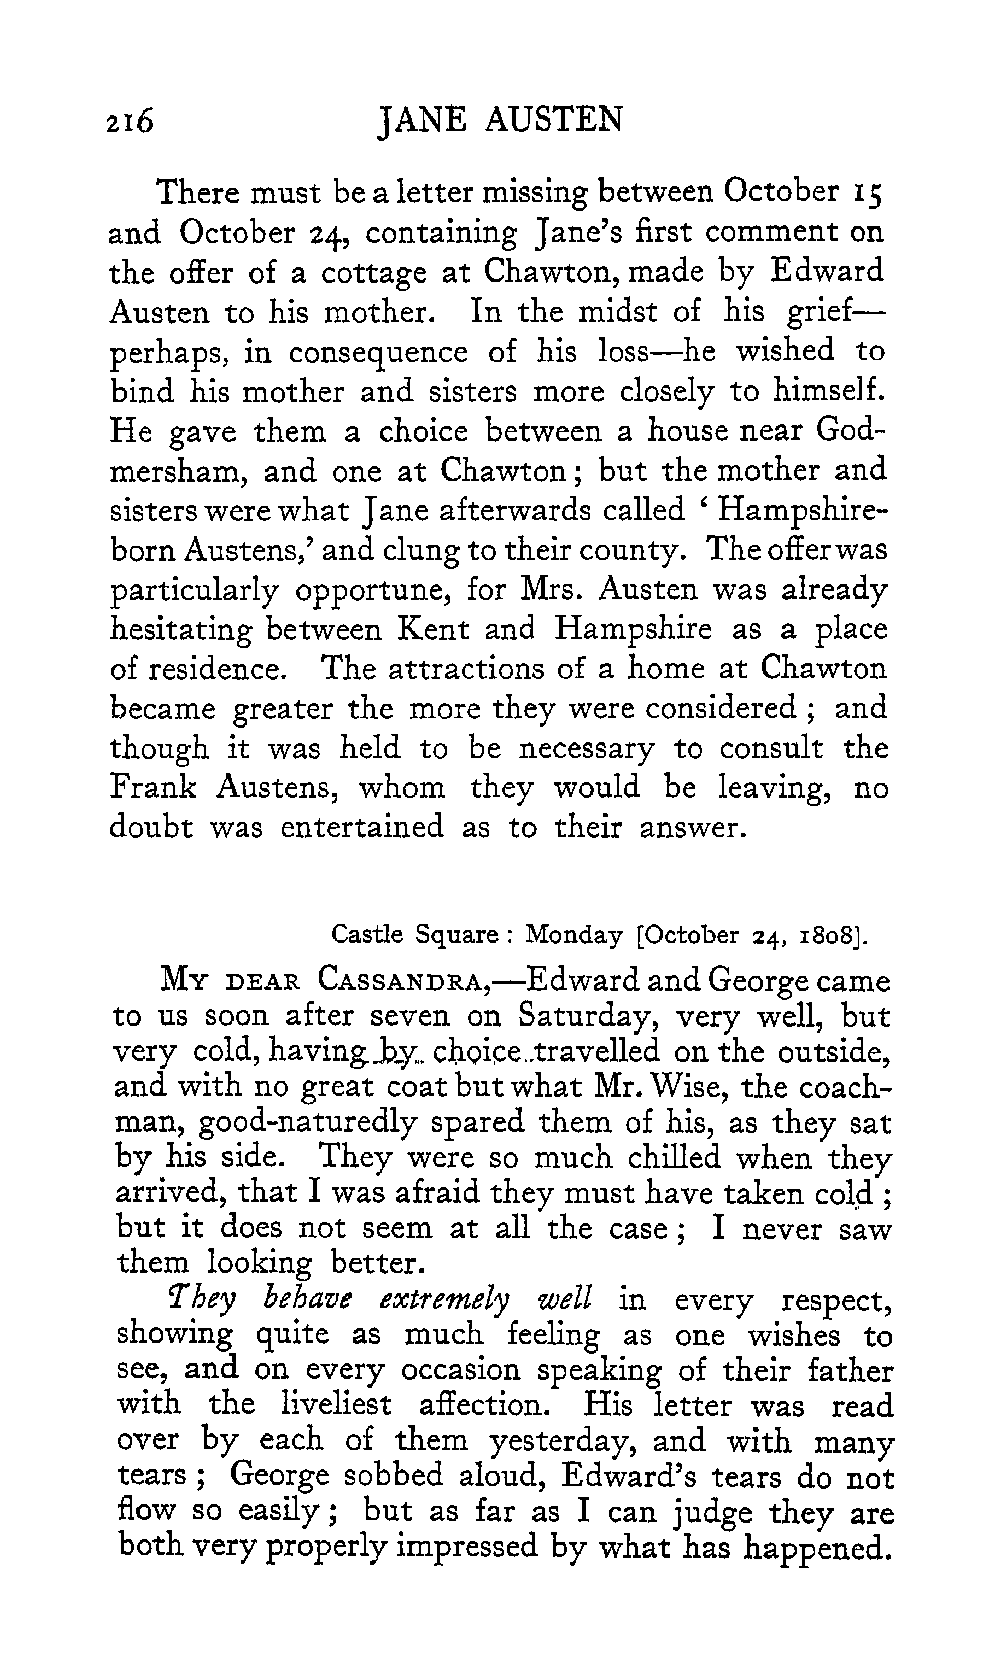 216 JANE AUSTEN
There must be a letter missing between October 15
and October 24, containing Jane's first comment on
the offer of a cottage at Chawton, made by Edward
Austen to his mother. In the midst of his grief—
perhaps, in consequence of his loss—he wished to
bind his mother and sisters more closely to himself.
He gave them a choice between a house near God-
mersham, and one at Chawton; but the mother and
sisters were what Jane afterwards called ‘Hampshire-
born Austens,’ and clung to their county. The offer was
particularly opportune, for Mrs. Austen was already
hesitating between Kent and Hampshire as a place
of residence. The attractions of a home at Chawton
became greater the more they were considered; and
though it was held to be necessary to consult the
Frank Austens, whom they would be leaving, no
doubt was entertained as to their answer.
Castle Square: Monday [October 24, 1808].
My dear Cassandra,—Edward and George came
to us soon after seven on Saturday, very well, but
very cold, having by choice travelled on the outside,
and with no great coat but what Mr. Wise, the coach-
man, good-naturedly spared them of his, as they sat
by his side. They were so much chilled when they
arrived, that I was afraid they must have taken cold;
but it does not seem at all the case; I never saw
them looking better.
They behave extremely well in every respect,
showing quite as much feeling as one wishes to
see, and on every occasion speaking of their father
with the liveliest affection. His letter was read
over by each of them yesterday, and with many
tears; George sobbed aloud, Edward's tears do not
flow so easily; but as far as I can judge they are
both very properly impressed by what has happened.